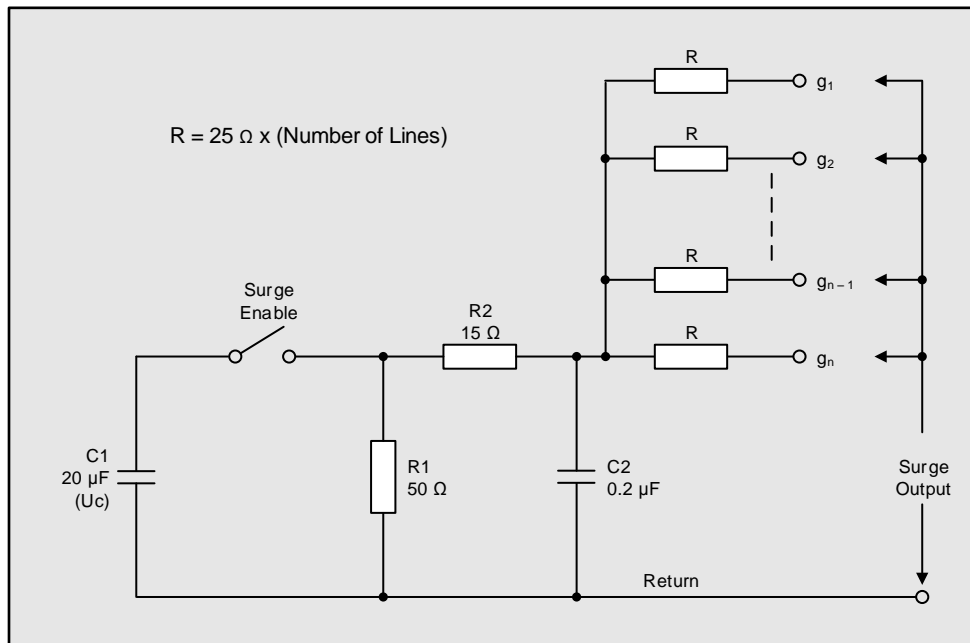 R
g1
R = 25 Ω x (Number of Lines)
R
g2
R
gn – 1
Surge
Enable
R2
15 Ω
R
gn
C1
20 µF
(Uc)
R1
50 Ω
C2
0.2 µF
Surge
Output
Return